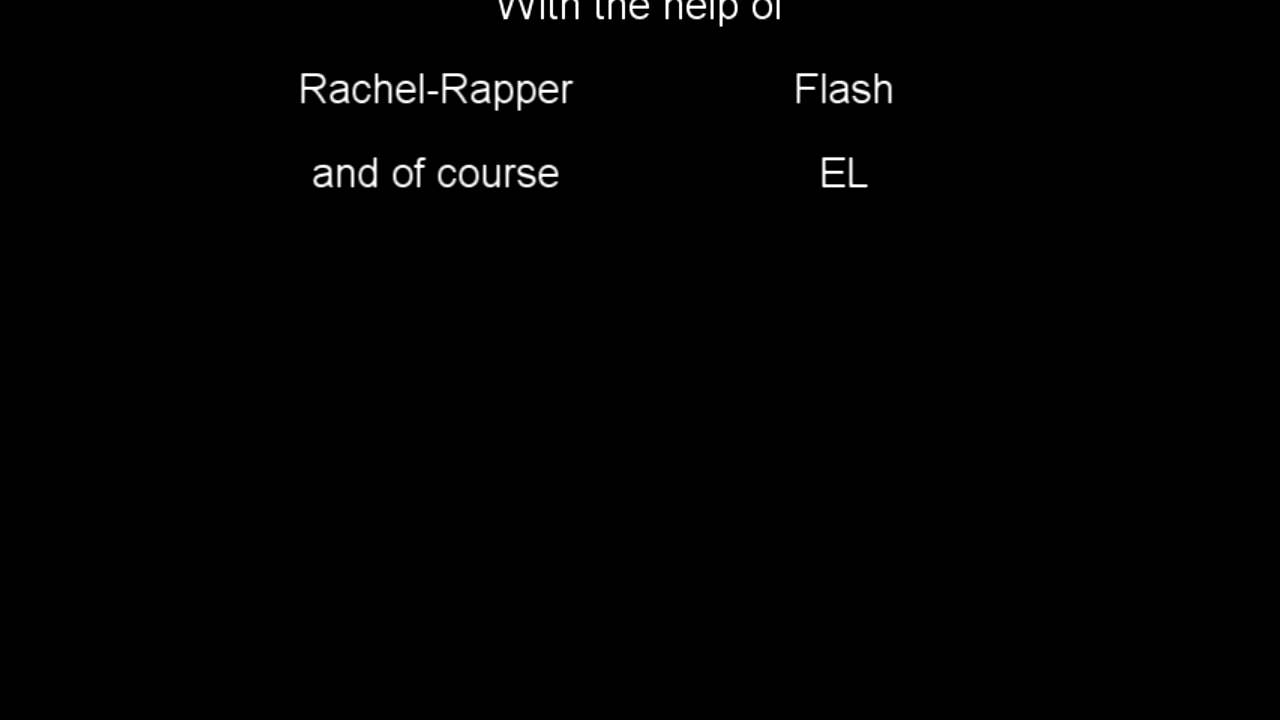 With the help of
Rachel-Rapper Flash
and of course EL